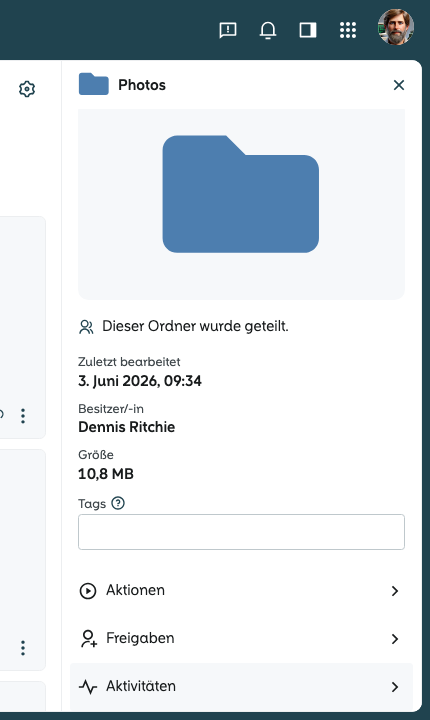 Photos
Dieser Ordner wurde geteilt.
Zuletzt bearbeitet
3. Juni 2026, 09:34
Besitzer/-in
Dennis Ritchie
Größe
10,8 MB
Tags
Aktionen
Freigaben
Aktivitäten